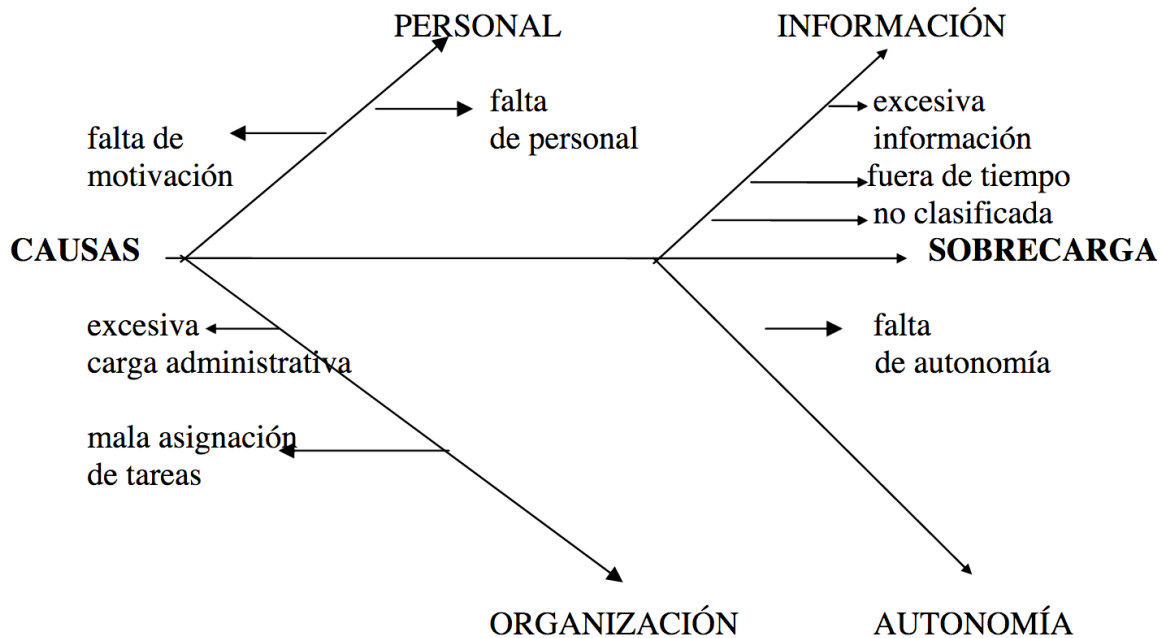 PERSONAL
INFORMACIÓN
falta
de personal
excesiva
información
falta de
motivación
fuera de tiempo
no clasificada
CAUSAS
SOBRECARGA
excesiva
carga administrativa
falta
de autonomía
mala asignación
de tareas
ORGANIZACIÓN
AUTONOMÍA